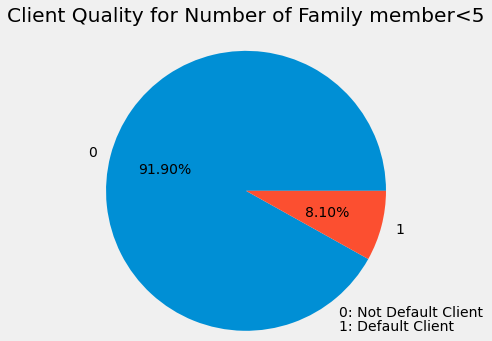 Client Quality for Number of Family member<5
0
91.90%
8.10%
1
0: Not Default Client
1: Default Client